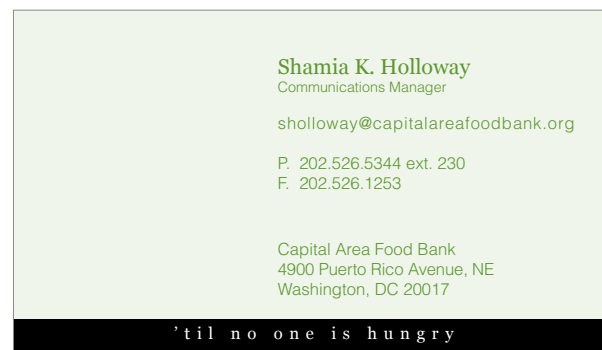 Shamia K. Holloway
Communications Manager
sholloway@capitalareafoodbank.org
P. 202.526.5344 ext. 230
F. 202.526.1253
Capital Area Food Bank
4900 Puerto Rico Avenue, NE
Washington, DC 20017
’til no one is hungry